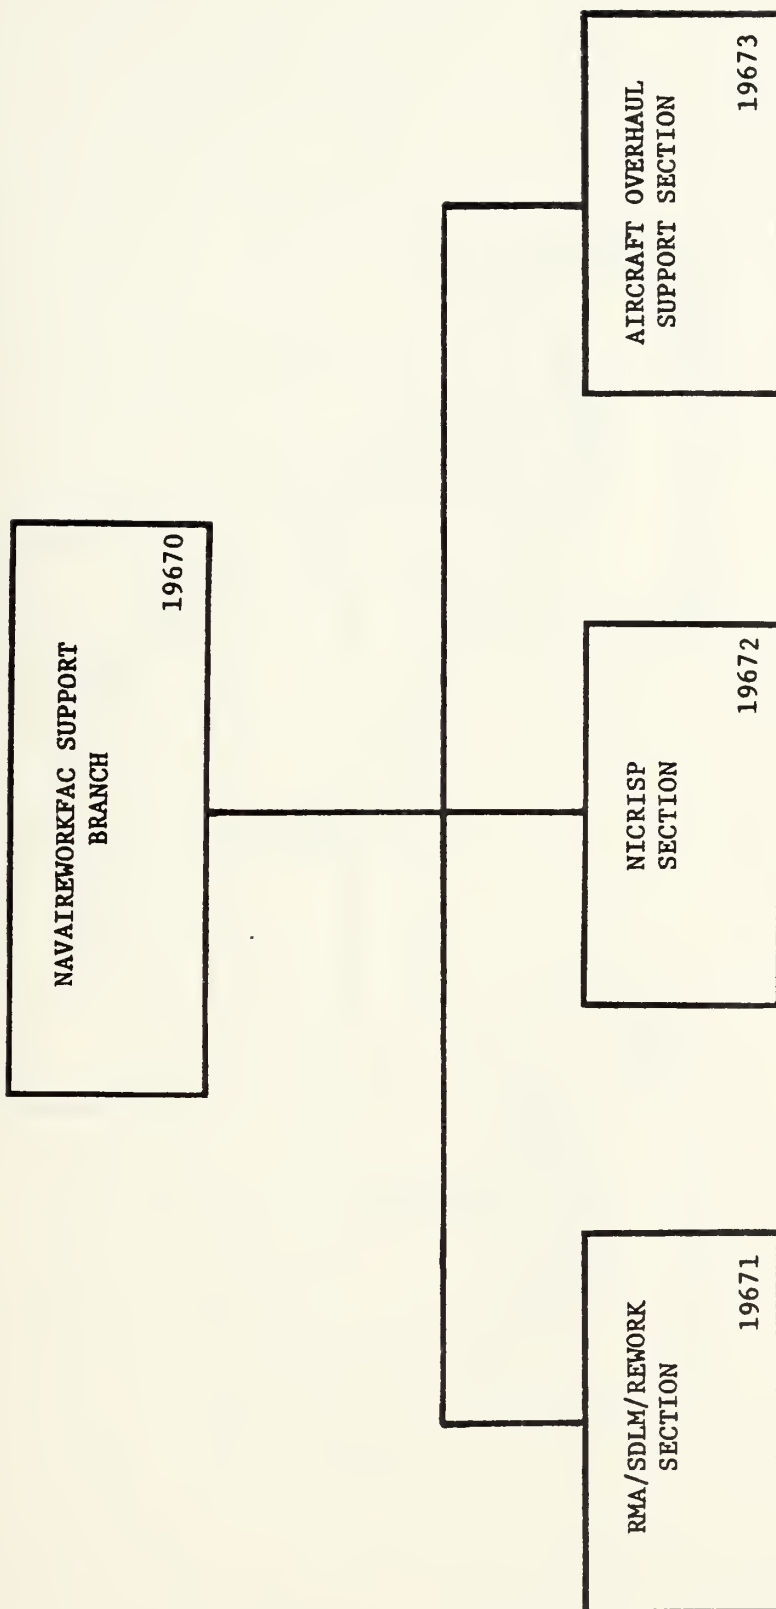 NAVAIREWORKFAC SUPPORT
BRANCH
19670
RMA/SDLM/REWORK
SECTION
19671
NICRISP
SECTION
19672
AIRCRAFT OVERHAUL
SUPPORT SECTION
19673